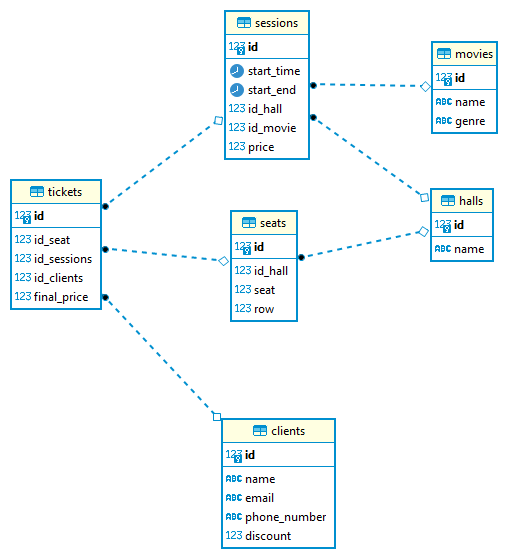 sessions
123 id
start_time
start_end
123 id_hall
123 id_movie
123 price
movies
123 id
ABC name
ABC genre
tickets
123 id
123 id_seat
123 id_sessions
123 id_clients
123 final_price
seats
123 id
123 id_hall
123 seat
123 row
halls
123 id
ABC name
clients
123 id
ABC name
ABC email
ABC phone_number
123 discount